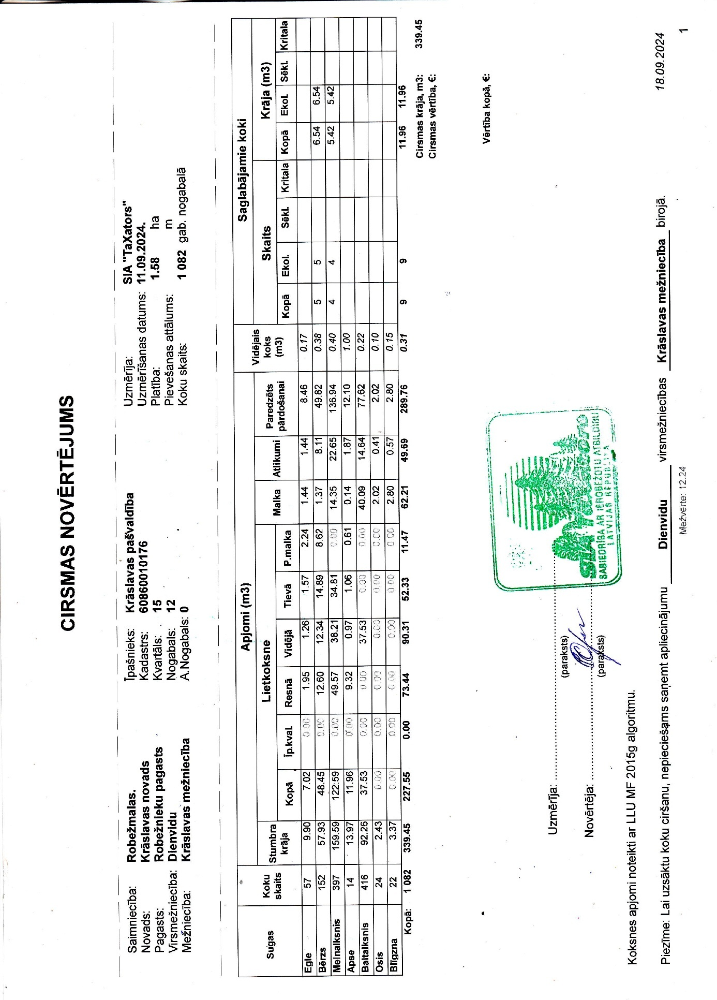 CIRSMAS NOVĒRTĒJUMS
Saimniecība: Robežmalas. Īpašnieks: Krāslavas pašvaldība Uzmērīja: SIA "TaXators"
Novads: Krāslavas novads Kadastrs: 60860010176 Uzmērīšanas datums: 11.09.2024.
Pagasts: Robežnieku pagasts Kvartāls: 15 Platība: 1.58 ha
Virsmežniecība: Dienvidu Nogabals: 12 Pievešanas attālums: m
Mežniecība: Krāslavas mežniecība A.Nogabals: 0 Koku skaits: 1 082 gab. nogabalā
Sugas Koku skaits Apjomi (m3) Vidējais koks (m3) Saglabājamie koki
Stumbra krāja Lietkoksne Malka Atlikumi Paredzēts pārdošanai Skaits Krāja (m3)
Kopā Īp.kval. Resnā Vidējā Tievā P.malka Kopā Ekol. Sēkl. Kritala Kopā Ekol. Sēkl. Kritala
Egle 57 9.90 7.02 0.00 1.95 1.26 1.57 2.24 1.44 1.44 8.46 0.17
Bērzs 152 57.93 48.45 0.00 12.60 12.34 14.89 8.62 1.37 8.11 49.82 0.38 5 5 6.54 6.54
Melnalksnis 397 159.59 122.59 0.00 49.57 38.21 34.81 0.00 14.35 22.65 136.94 0.40 4 4 5.42 5.42
Apse 14 13.97 11.96 0.00 9.32 0.97 1.06 0.61 0.14 1.87 12.10 1.00
Baltalksnis 416 92.26 37.53 0.00 0.00 37.53 0.00 0.00 40.09 14.64 77.62 0.22
Osis 24 2.43 0.00 0.00 0.00 0.00 0.00 0.00 2.02 0.41 2.02 0.10
Blīgzna 22 3.37 0.00 0.00 0.00 0.00 0.00 0.00 2.80 0.57 2.80 0.15
Kopā: 1 082 339.45 227.55 0.00 73.44 90.31 52.33 11.47 62.21 49.69 289.76 0.31 9 9 11.96 11.96
Cirsmas krāja, m3: 339.45
Cirsmas vērtība, €:
Vērtība kopā, €:
Uzmērīja:
(paraksts)
Novērtēja:
(paraksts)
SIA
SABIEDRĪBA AR IEROBEŽOTU ATBILDĪBU
LATVIJAS REPUBLIKA
Koksnes apjomi noteikti ar LLU MF 2015g algoritmu.
Piezīme: Lai uzsāktu koku ciršanu, nepieciešams saņemt apliecinājumu Dienvidu virsmežniecības Krāslavas mežniecība birojā. 18.09.2024
Mežvērte: 12.24 1